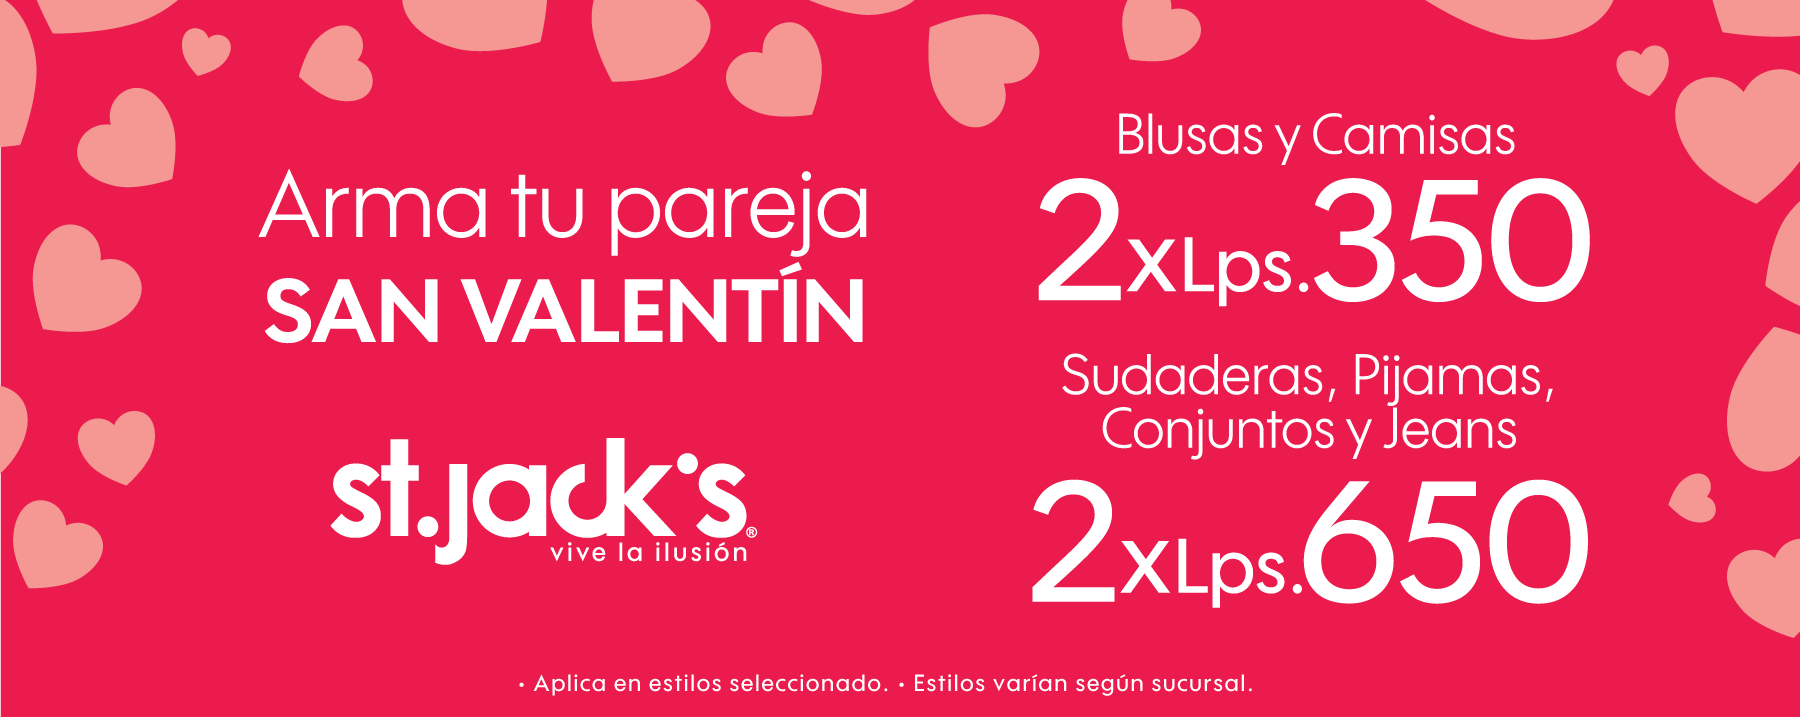 Arma tu pareja
SAN VALENTÍN
st.jack's®
vive la ilusión
Blusas y Camisas
2xLps.350
Sudaderas, Pijamas,
Conjuntos y Jeans
2xLps.650
• Aplica en estilos seleccionado. • Estilos varían según sucursal.